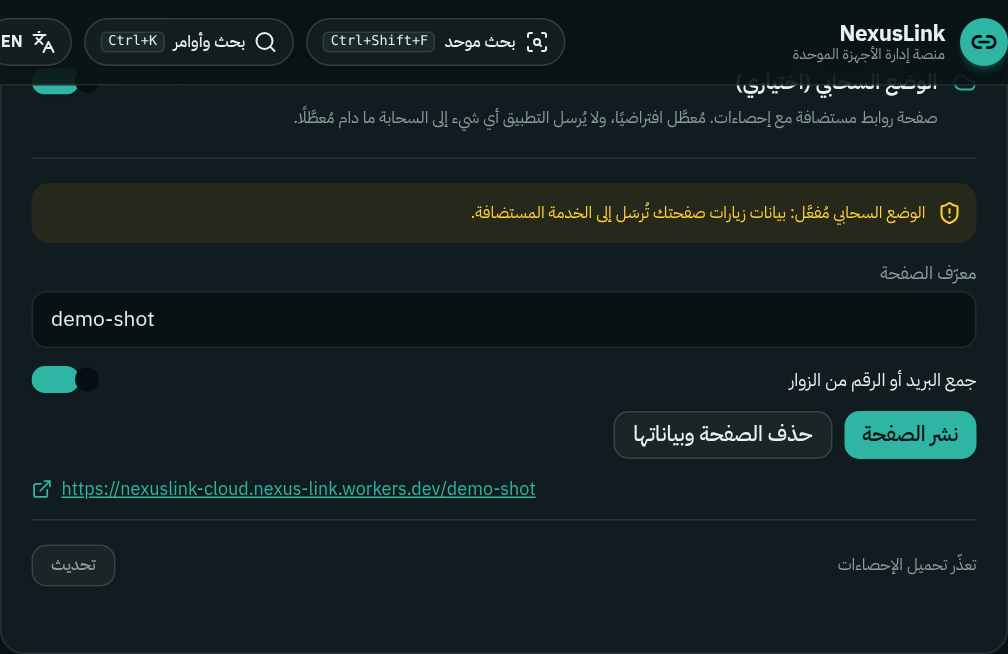 NexusLink
منصة إدارة الأجهزة الموحدة
بحث موحد Ctrl+Shift+F
بحث وأوامر Ctrl+K
EN
الوضع السحابي (اختياري)
صفحة روابط مستضافة مع إحصاءات. مُعطَّل افتراضيًا، ولا يُرسل التطبيق أي شيء إلى السحابة ما دام مُعطَّلًا.
الوضع السحابي مُفعَّل: بيانات زيارات صفحتك تُرسَل إلى الخدمة المستضافة.
معرّف الصفحة
demo-shot
جمع البريد أو الرقم من الزوار
نشر الصفحة
حذف الصفحة وبياناتها
https://nexuslink-cloud.nexus-link.workers.dev/demo-shot
تعذّر تحميل الإحصاءات
تحديث